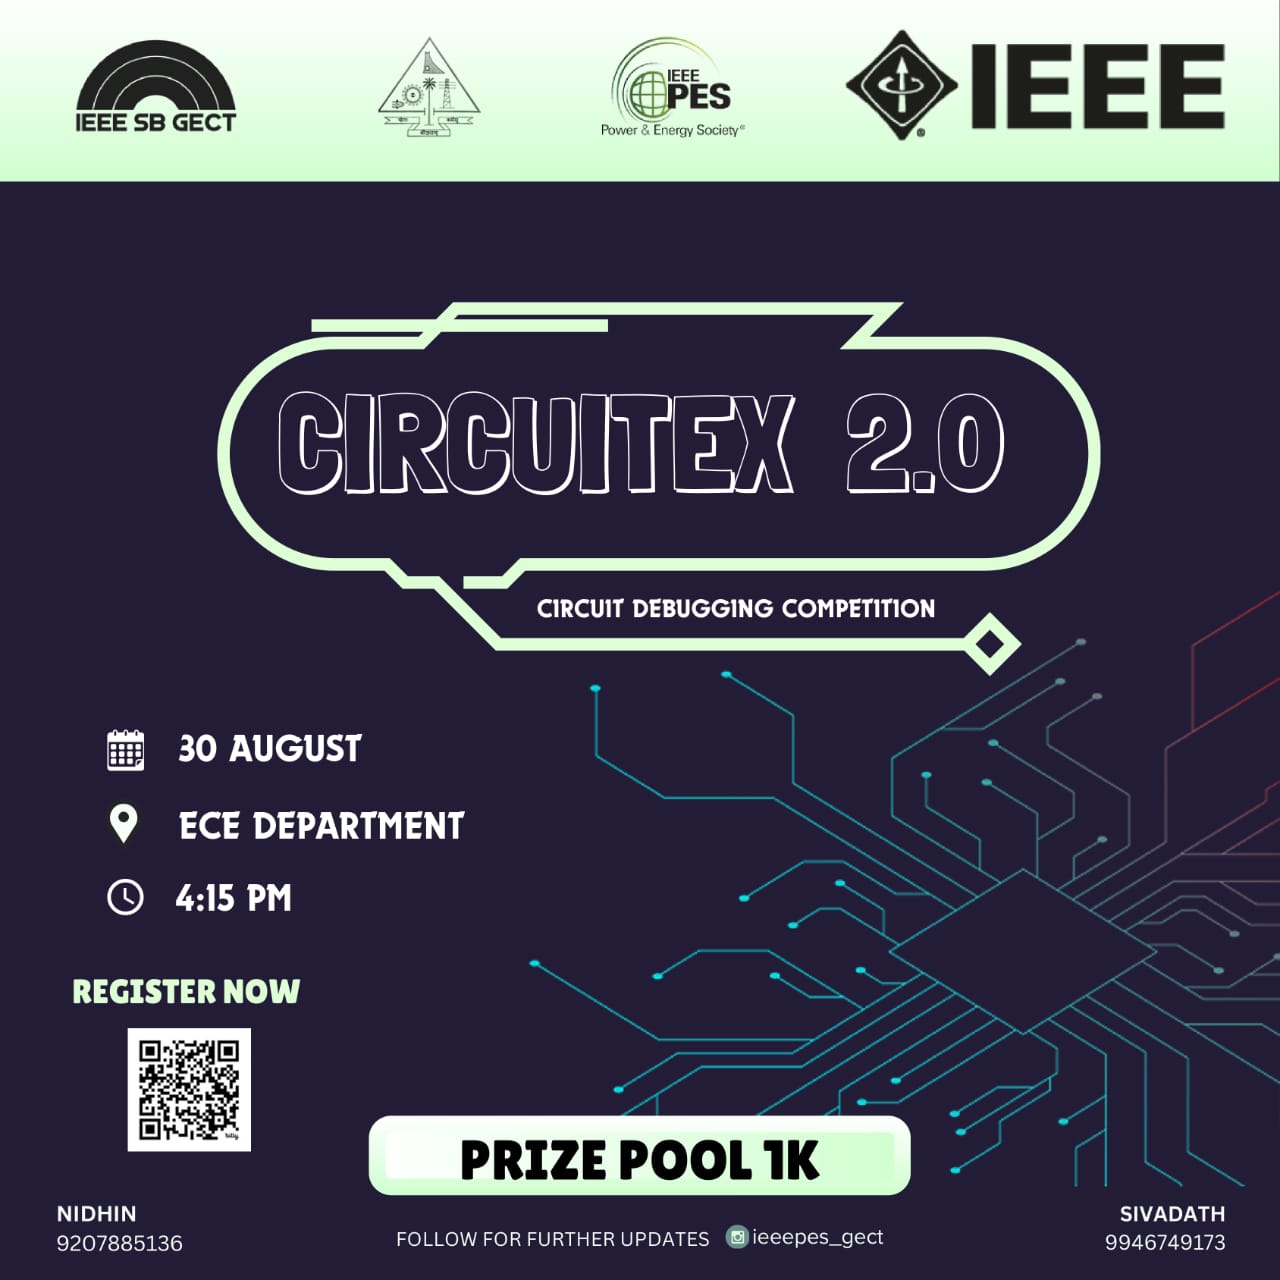 IEEE SB GECT
IEEE
PES
Power & Energy Society®
IEEE
CIRCUITEX 2.0
CIRCUIT DEBUGGING COMPETITION
30 AUGUST
ECE DEPARTMENT
4:15 PM
REGISTER NOW
bitly
PRIZE POOL 1K
NIDHIN
9207885136
FOLLOW FOR FURTHER UPDATES ieeepes_gect
SIVADATH
9946749173